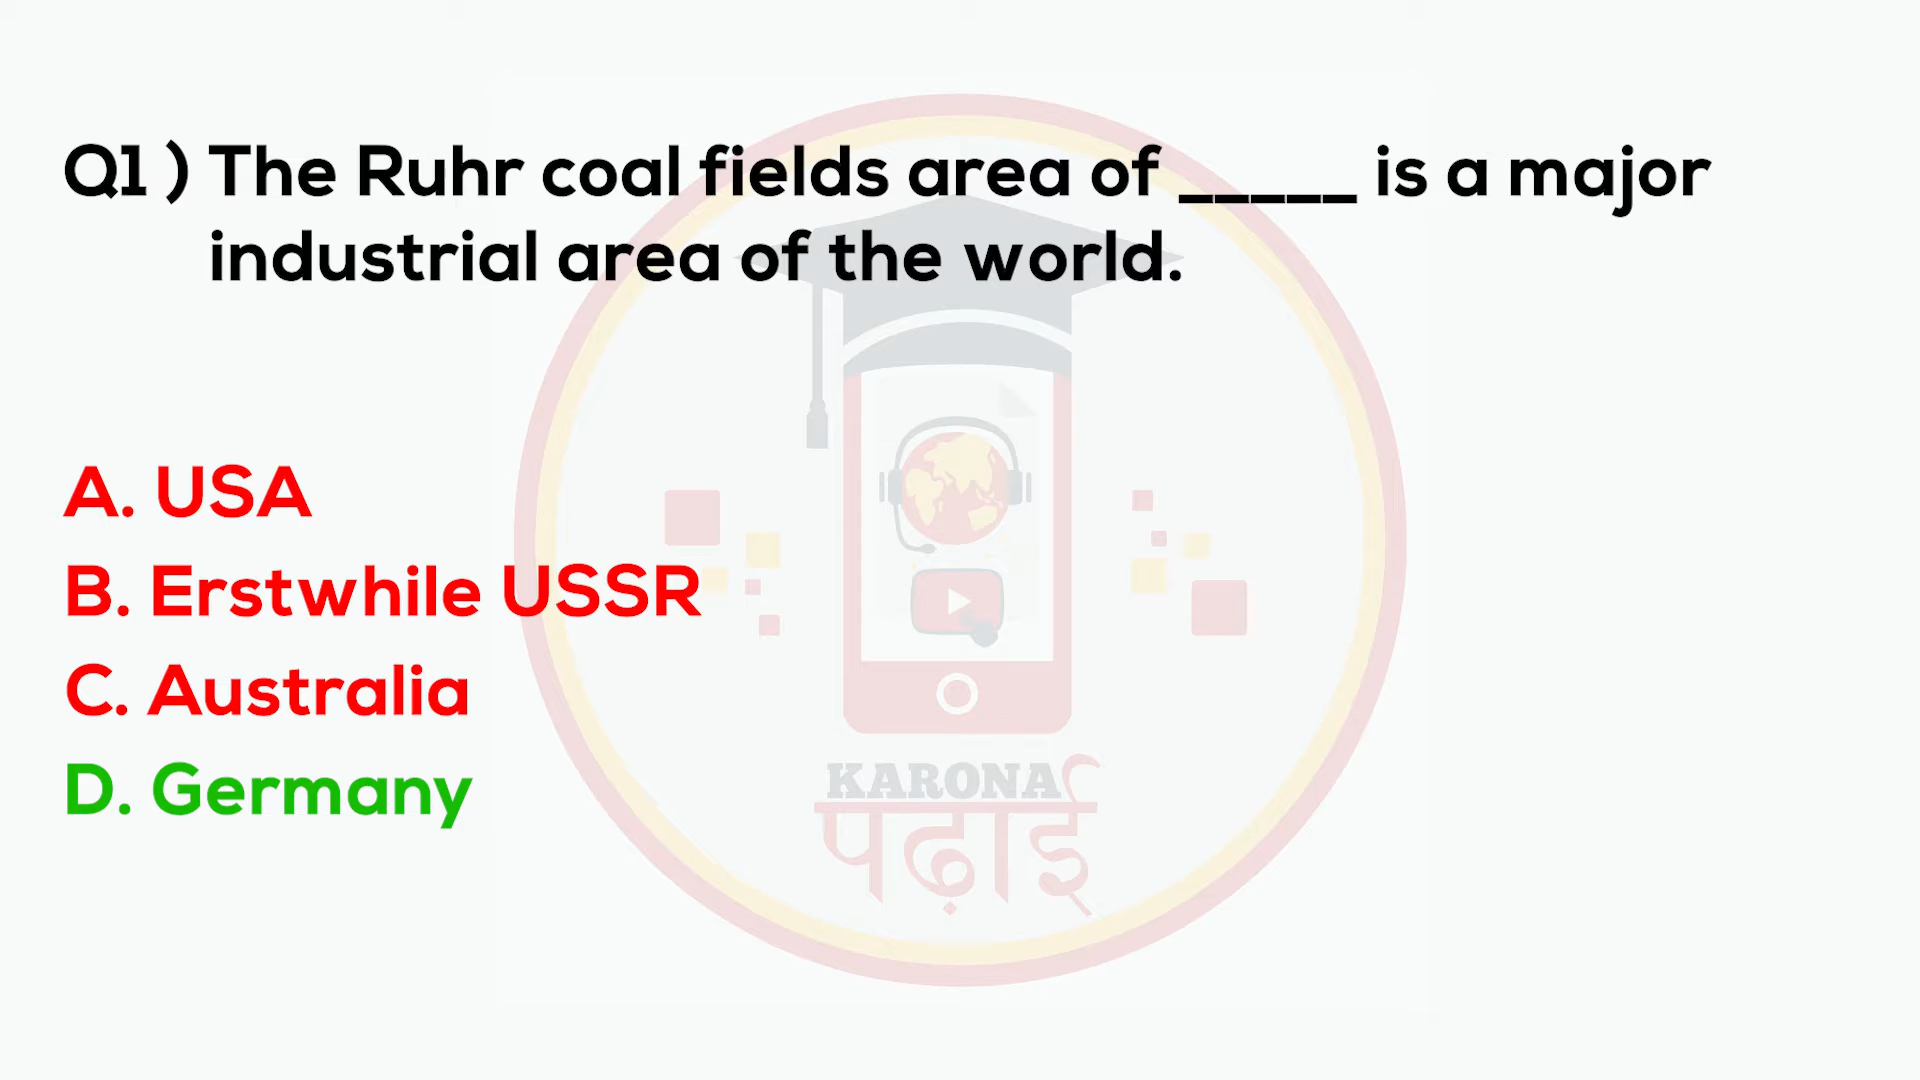 Q1 ) The Ruhr coal fields area of _____ is a major
industrial area of the world.
A. USA
B. Erstwhile USSR
C. Australia
D. Germany
KARONA
पढ़ाई